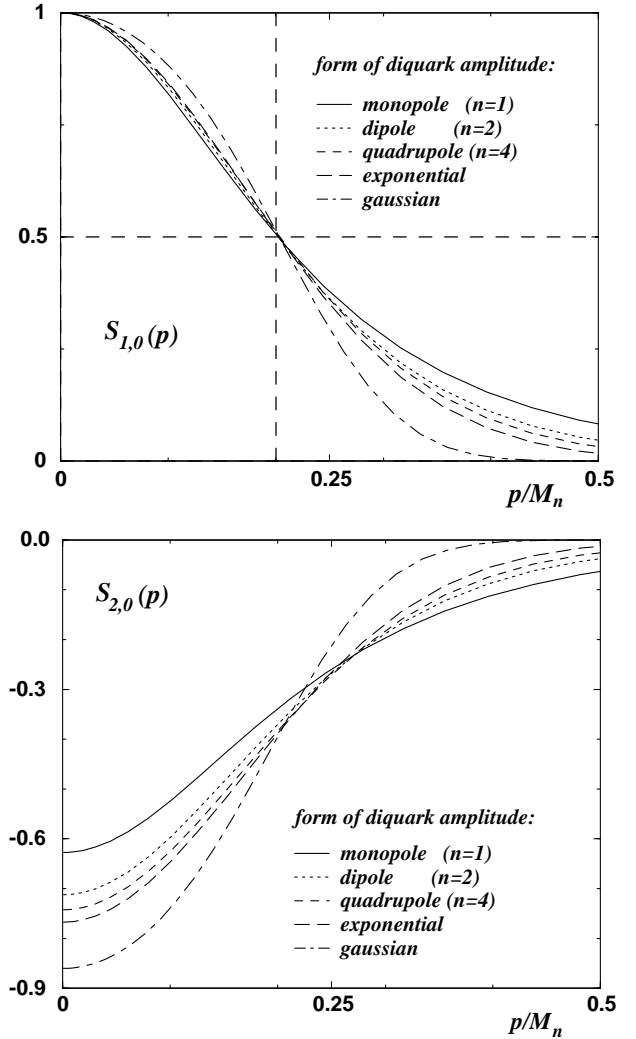 1
form of diquark amplitude:
monopole (n=1)
dipole (n=2)
quadrupole (n=4)
exponential
gaussian
0.5
S1,0(p)
0
0 0.25 0.5
p/Mn
0.0
S2,0(p)
-0.3
-0.6
form of diquark amplitude:
monopole (n=1)
dipole (n=2)
quadrupole (n=4)
exponential
gaussian
-0.9
0 0.25 0.5
p/Mn